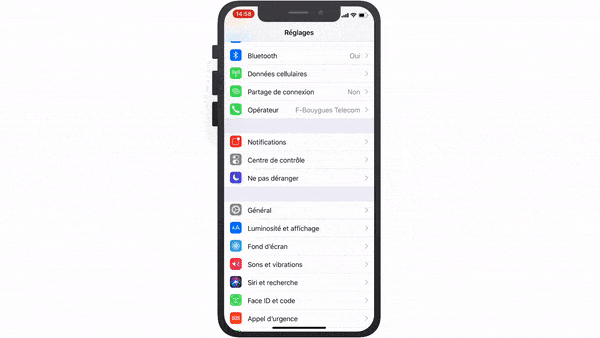 14:58
Réglages
Bluetooth Oui
Données cellulaires
Partage de connexion Non
Opérateur F-Bouygues Telecom
Notifications
Centre de contrôle
Ne pas déranger
Général
AA Luminosité et affichage
Fond d'écran
Sons et vibrations
Siri et recherche
Face ID et code
SOS Appel d'urgence